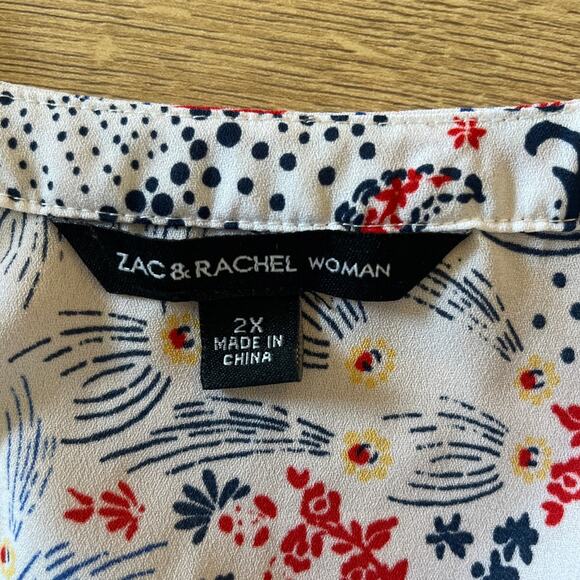 ZAC & RACHEL WOMAN
2X
MADE IN
CHINA